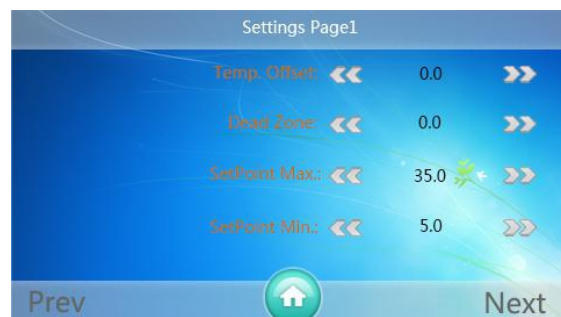 Settings Page1
Temp. Offset: 0.0
Dead Zone: 0.0
SetPoint Max.: 35.0
SetPoint Min.: 5.0
Prev Next